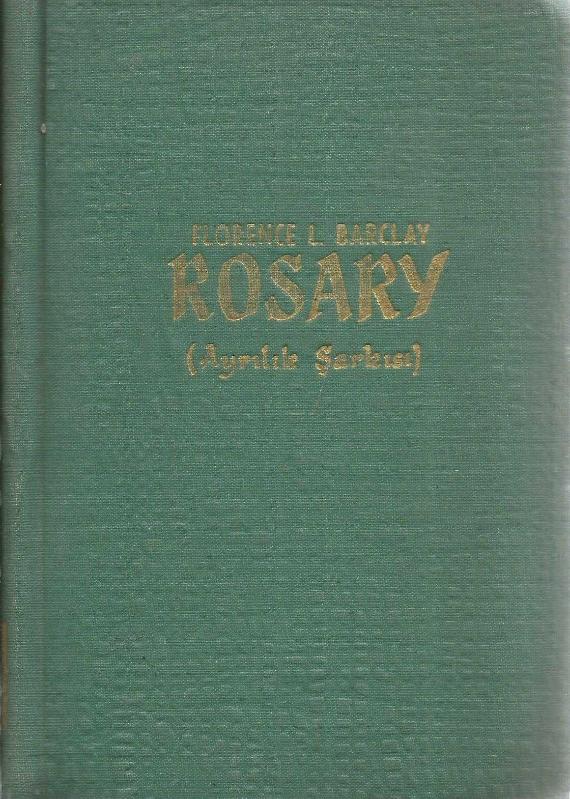 FLORENCE L. BARCLAY
ROSARY
(Ayrılık Şarkısı)